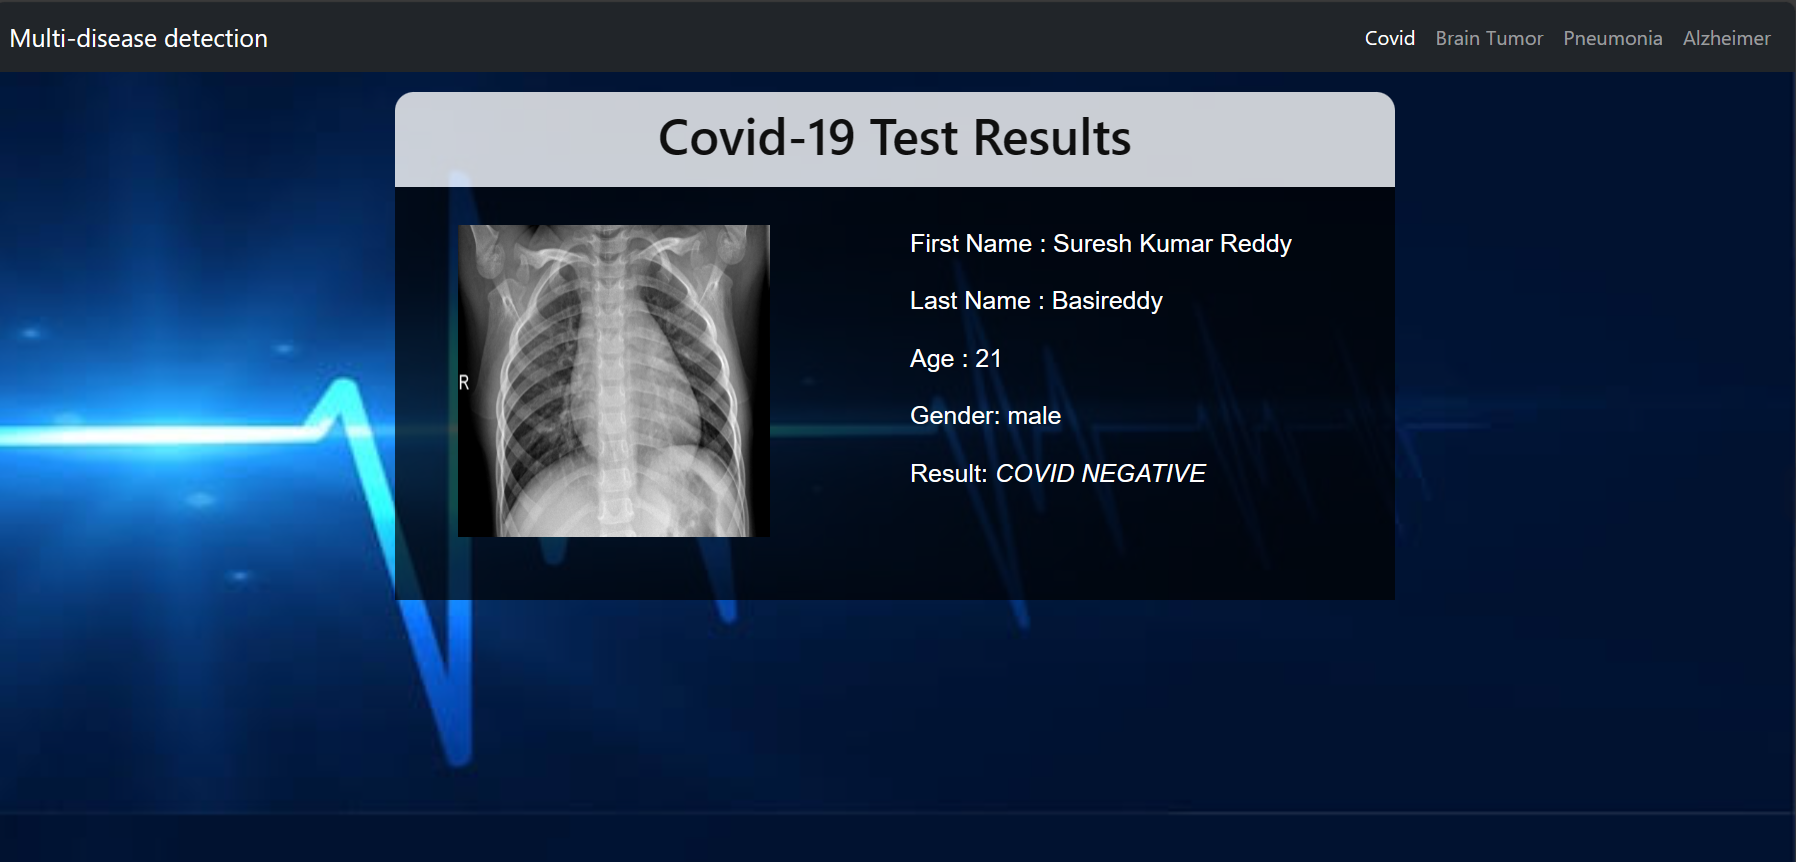 Multi-disease detection
Covid Brain Tumor Pneumonia Alzheimer
Covid-19 Test Results
R
First Name : Suresh Kumar Reddy
Last Name : Basireddy
Age : 21
Gender: male
Result: COVID NEGATIVE